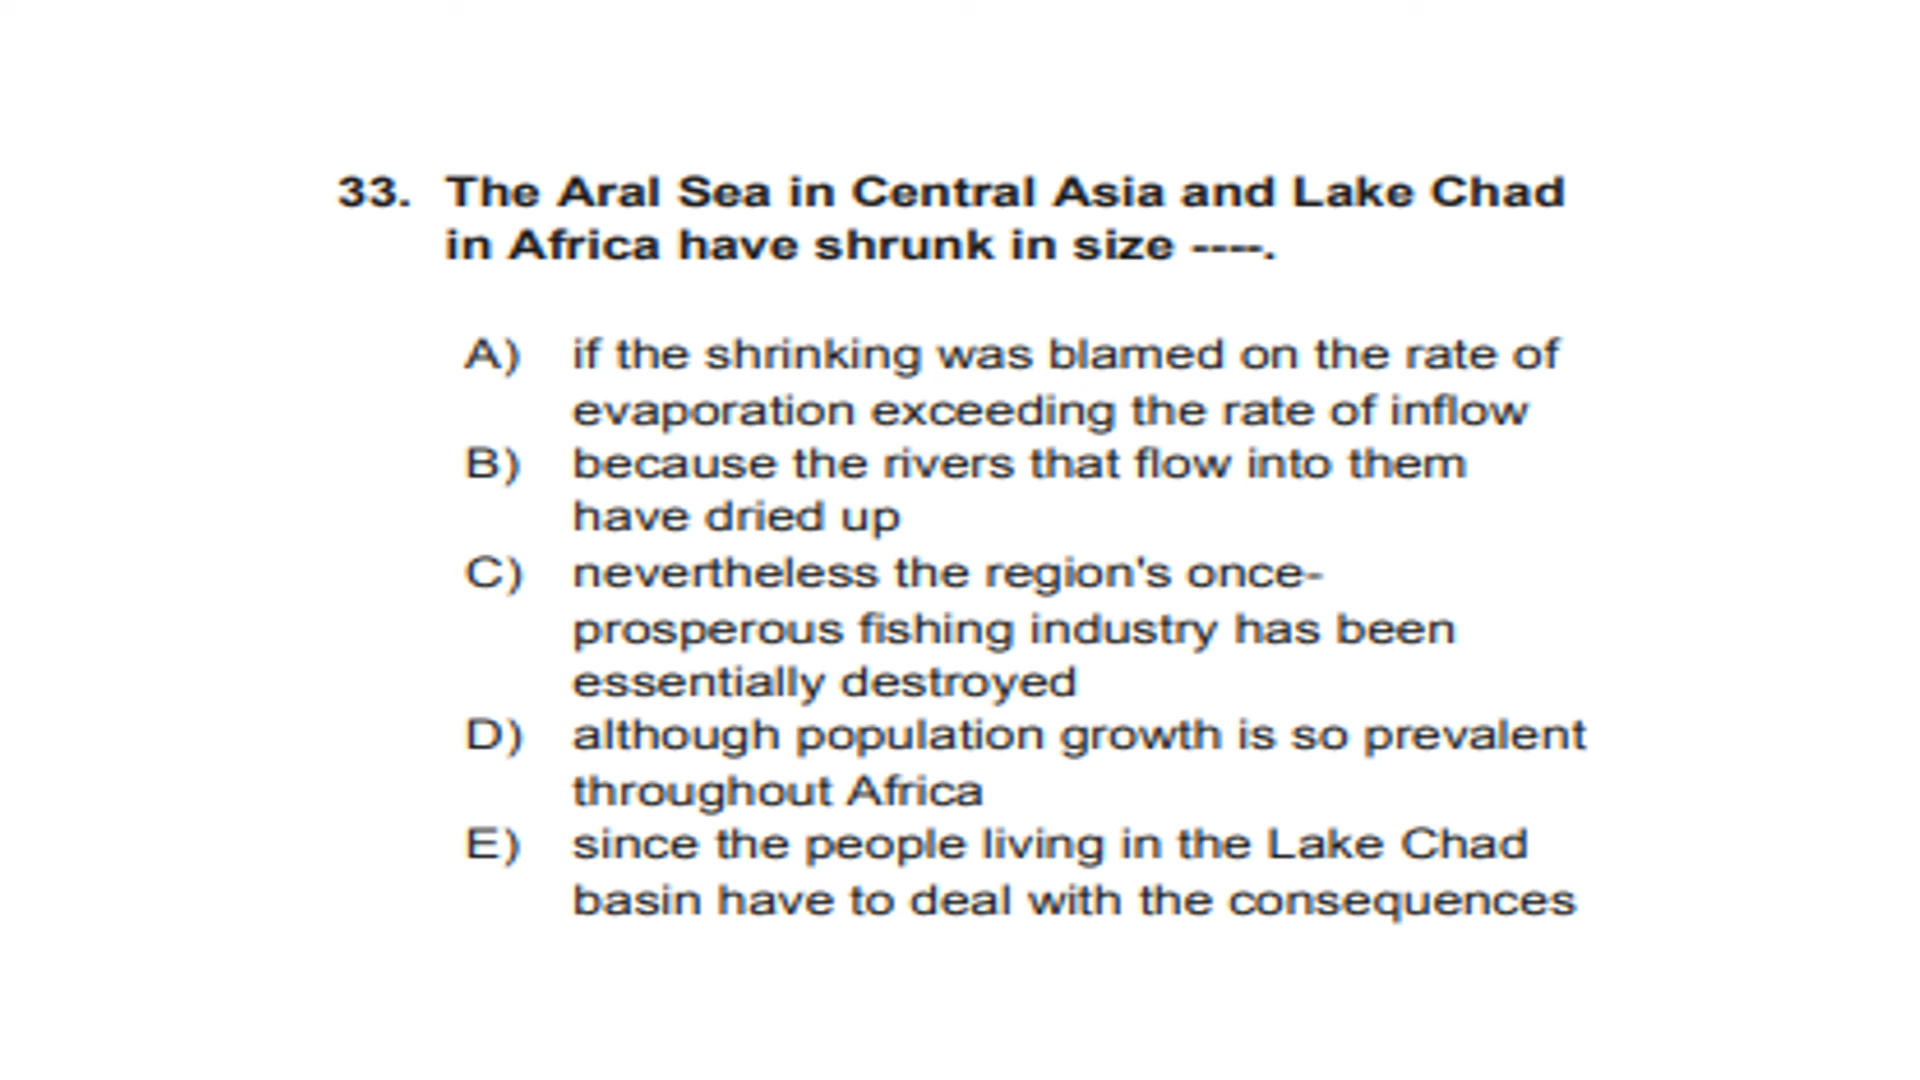 33. The Aral Sea in Central Asia and Lake Chad
in Africa have shrunk in size ----.
A) if the shrinking was blamed on the rate of
evaporation exceeding the rate of inflow
B) because the rivers that flow into them
have dried up
C) nevertheless the region's once-
prosperous fishing industry has been
essentially destroyed
D) although population growth is so prevalent
throughout Africa
E) since the people living in the Lake Chad
basin have to deal with the consequences